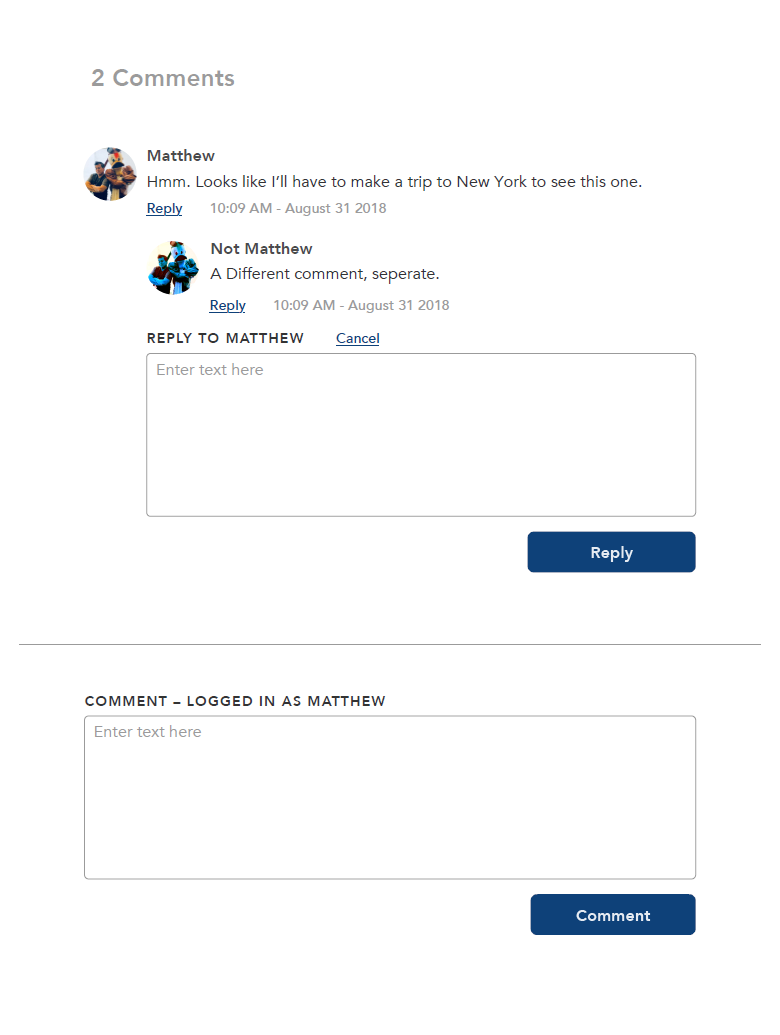 2 Comments
Matthew
Hmm. Looks like I’ll have to make a trip to New York to see this one.
Reply 10:09 AM - August 31 2018
Not Matthew
A Different comment, seperate.
Reply 10:09 AM - August 31 2018
REPLY TO MATTHEW Cancel
Enter text here
Reply
COMMENT – LOGGED IN AS MATTHEW
Enter text here
Comment